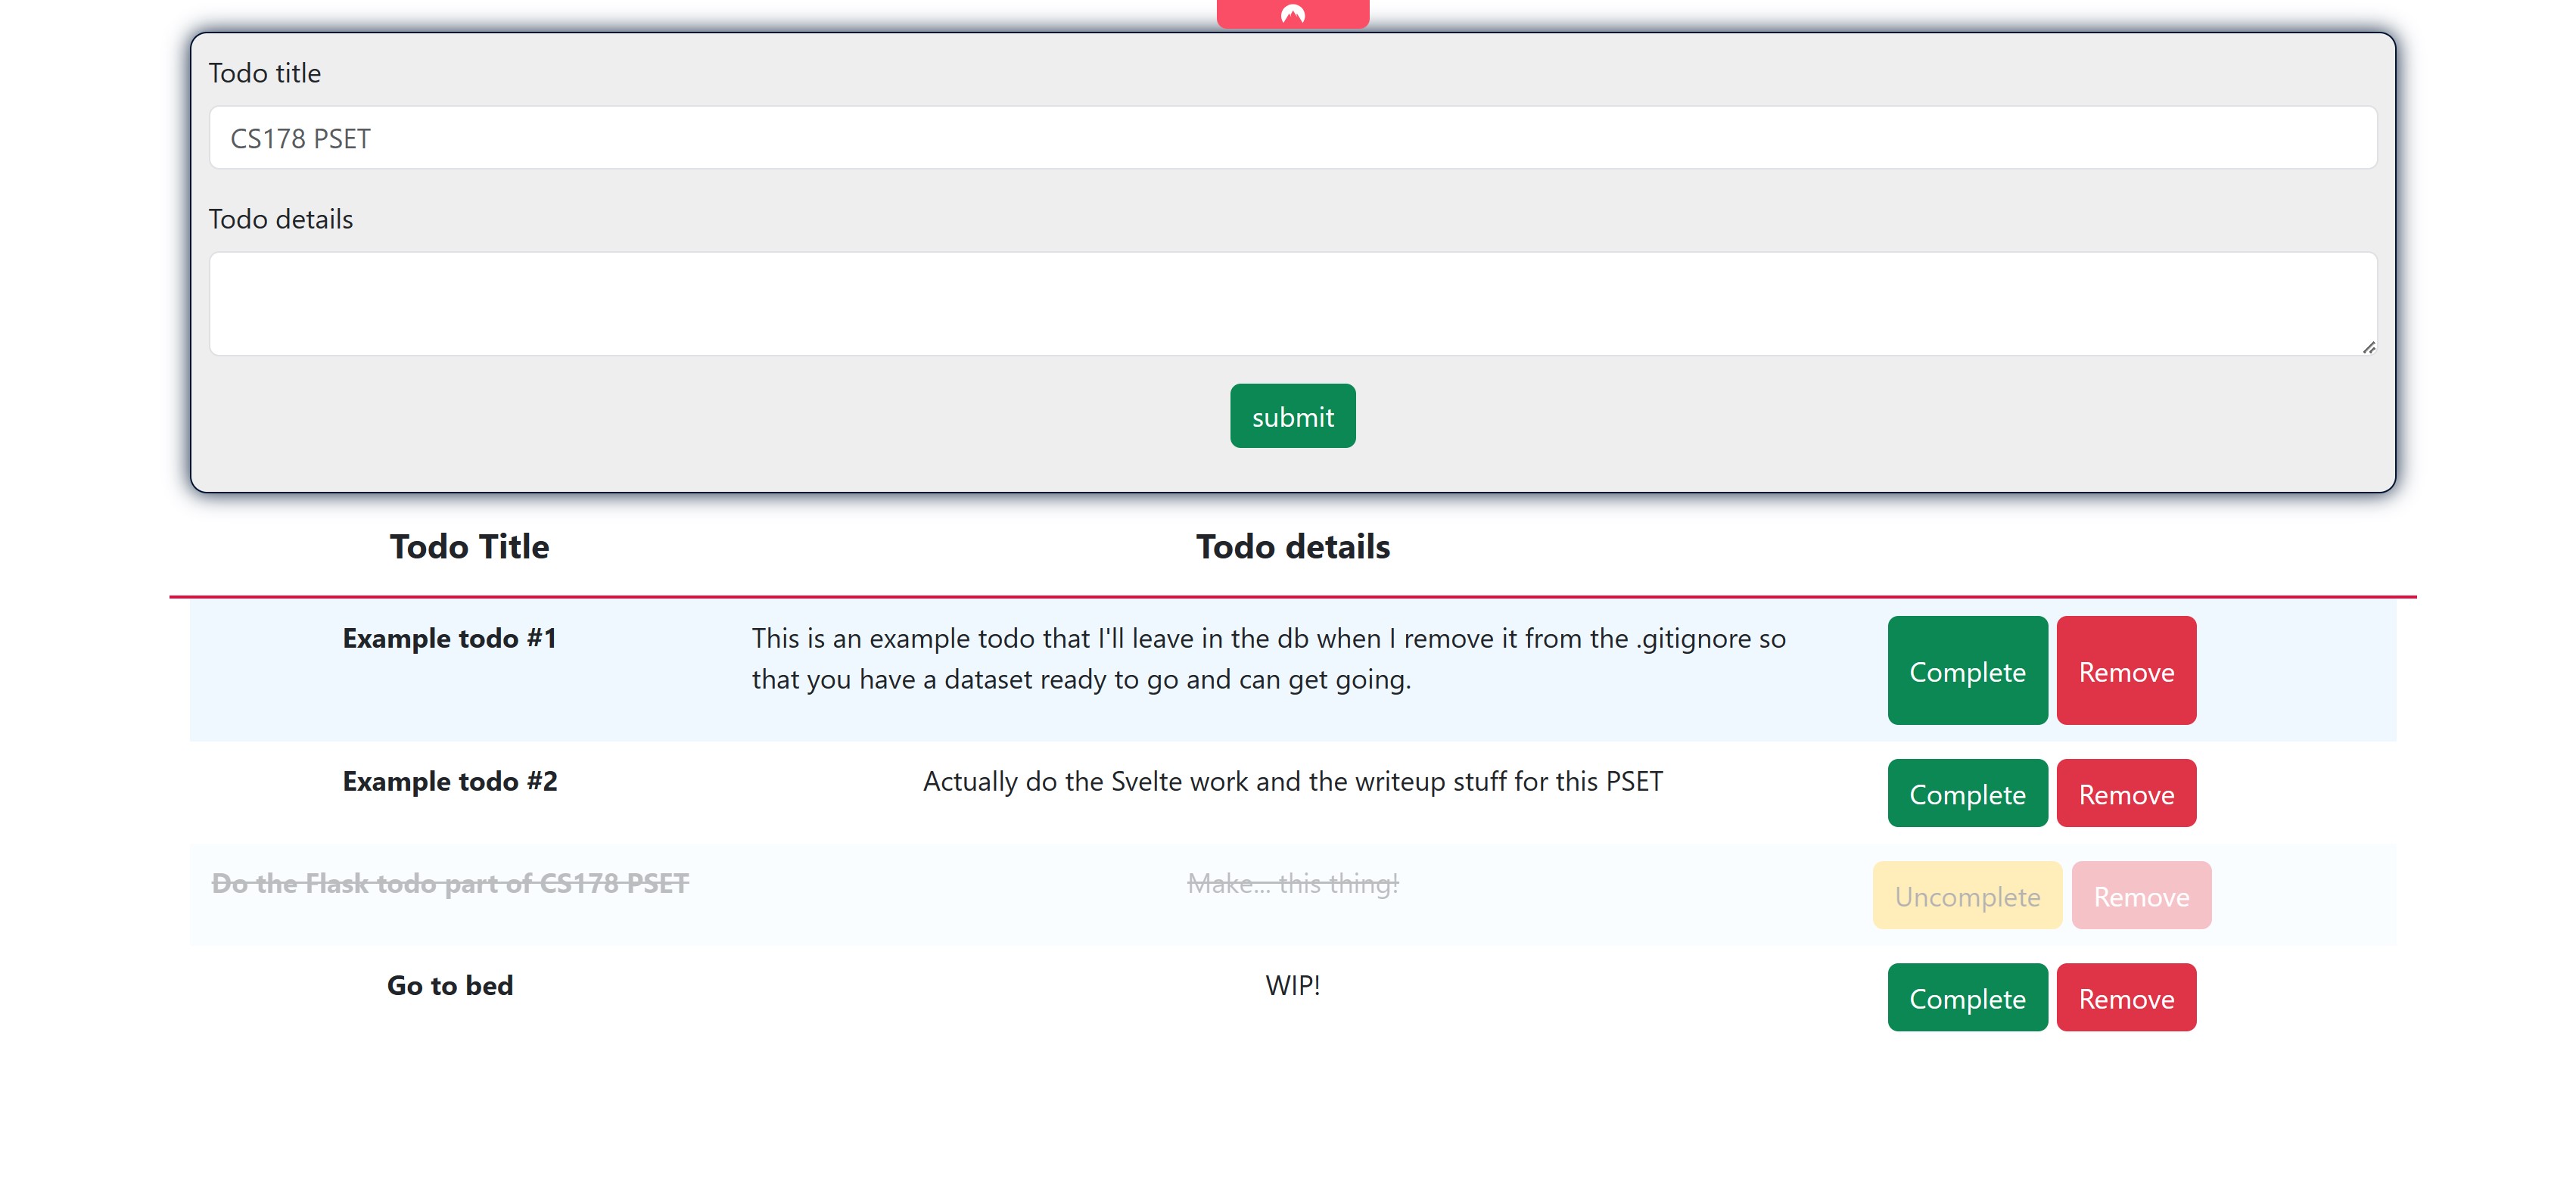 Todo title
CS178 PSET
Todo details
submit
Todo Title Todo details
Example todo #1 This is an example todo that I'll leave in the db when I remove it from the .gitignore so
that you have a dataset ready to go and can get going.
Complete Remove
Example todo #2 Actually do the Svelte work and the writeup stuff for this PSET Complete Remove
Do the Flask todo part of CS178 PSET Make... this thing! Uncomplete Remove
Go to bed WIP! Complete Remove